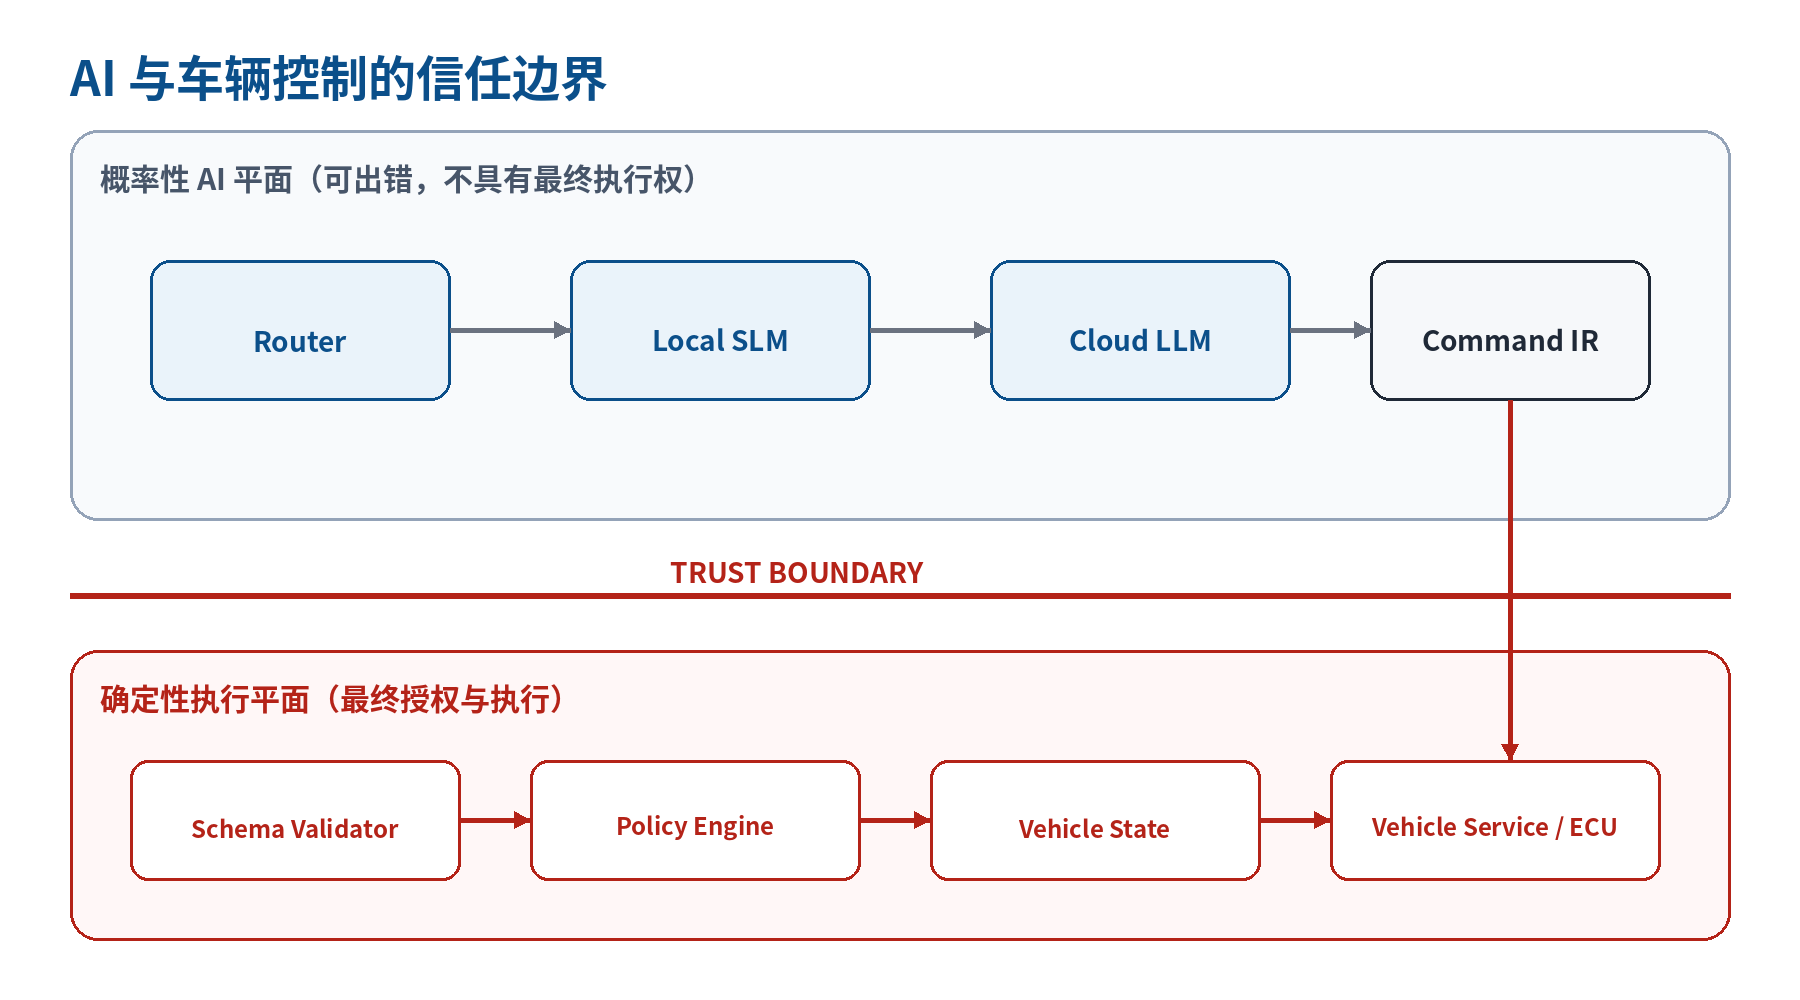 AI 与车辆控制的信任边界
概率性 AI 平面（可出错，不具有最终执行权）
Router
Local SLM
Cloud LLM
Command IR
TRUST BOUNDARY
确定性执行平面（最终授权与执行）
Schema Validator
Policy Engine
Vehicle State
Vehicle Service / ECU